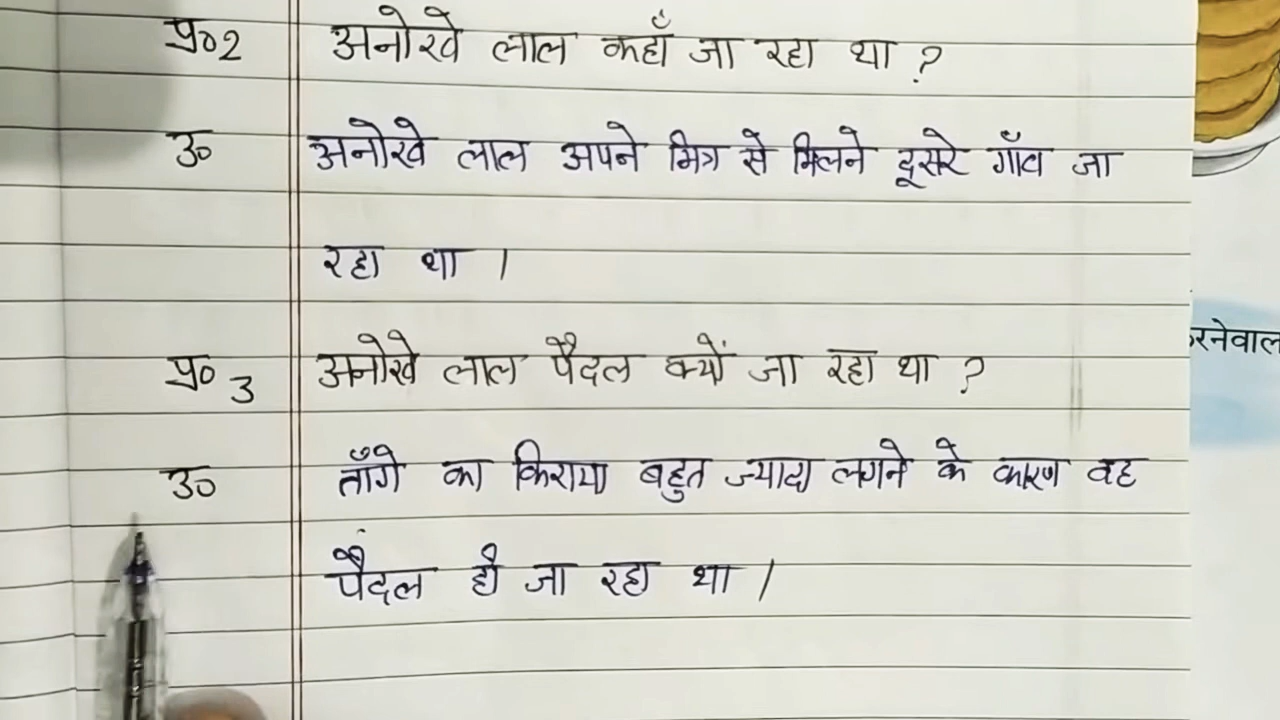 प्र०2 अनोखे लाल कहाँ जा रहा था ?
उ० अनोखे लाल अपने मित्र से मिलने दूसरे गाँव जा
रहा था ।
प्र० 3 अनोखे लाल पैदल क्यों जा रहा था ?
उ० ताँगे का किराया बहुत ज्यादा लगने के कारण वह
पैदल ही जा रहा था ।